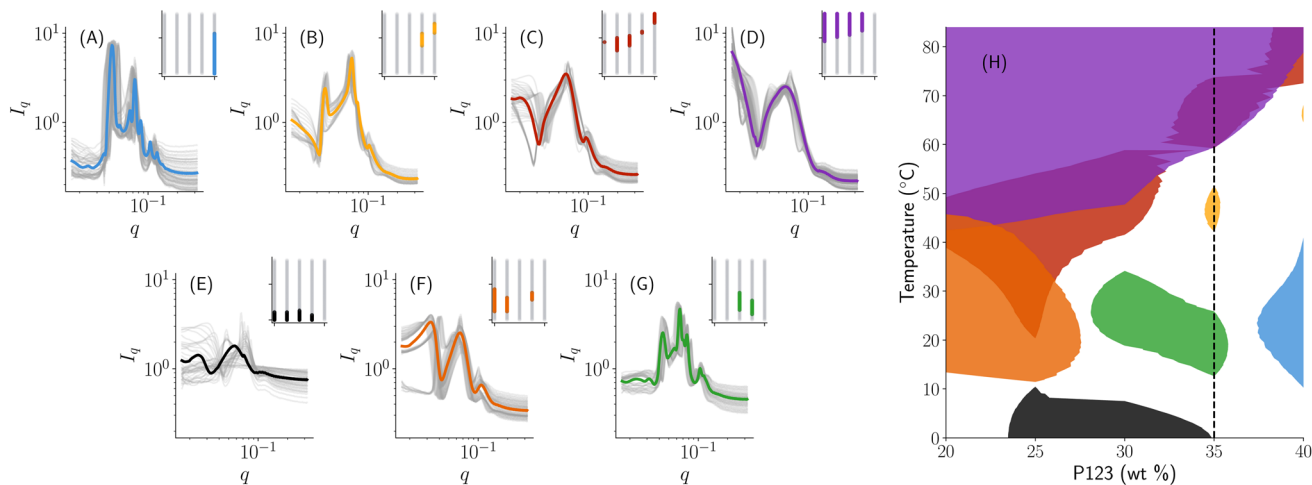 (A)
10^1
10^0
I_q
10^{-1}
q
(B)
10^1
10^0
I_q
10^{-1}
q
(C)
10^1
10^0
I_q
10^{-1}
q
(D)
10^1
10^0
I_q
10^{-1}
q
(E)
10^1
10^0
I_q
10^{-1}
q
(F)
10^1
10^0
I_q
10^{-1}
q
(G)
10^1
10^0
I_q
10^{-1}
q
(H)
80
70
60
50
40
30
20
10
0
Temperature (°C)
20
25
30
35
40
P123 (wt %)